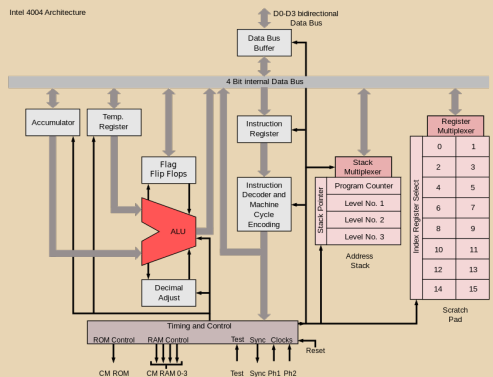 Intel 4004 Architecture
D0-D3 bidirectional
Data Bus
Data Bus
Buffer
4 Bit internal Data Bus
Accumulator
Temp.
Register
Flag
Flip Flops
ALU
Decimal
Adjust
Instruction
Register
Instruction
Decoder and
Machine
Cycle
Encoding
Stack
Multiplexer
Stack Pointer
Program Counter
Level No. 1
Level No. 2
Level No. 3
Address
Stack
Register
Multiplexer
Index Register Select
0 1
2 3
4 5
6 7
8 9
10 11
12 13
14 15
Scratch
Pad
Timing and Control
ROM Control RAM Control Test Sync Clocks
Reset
CM ROM CM RAM 0-3 Test Sync Ph1 Ph2